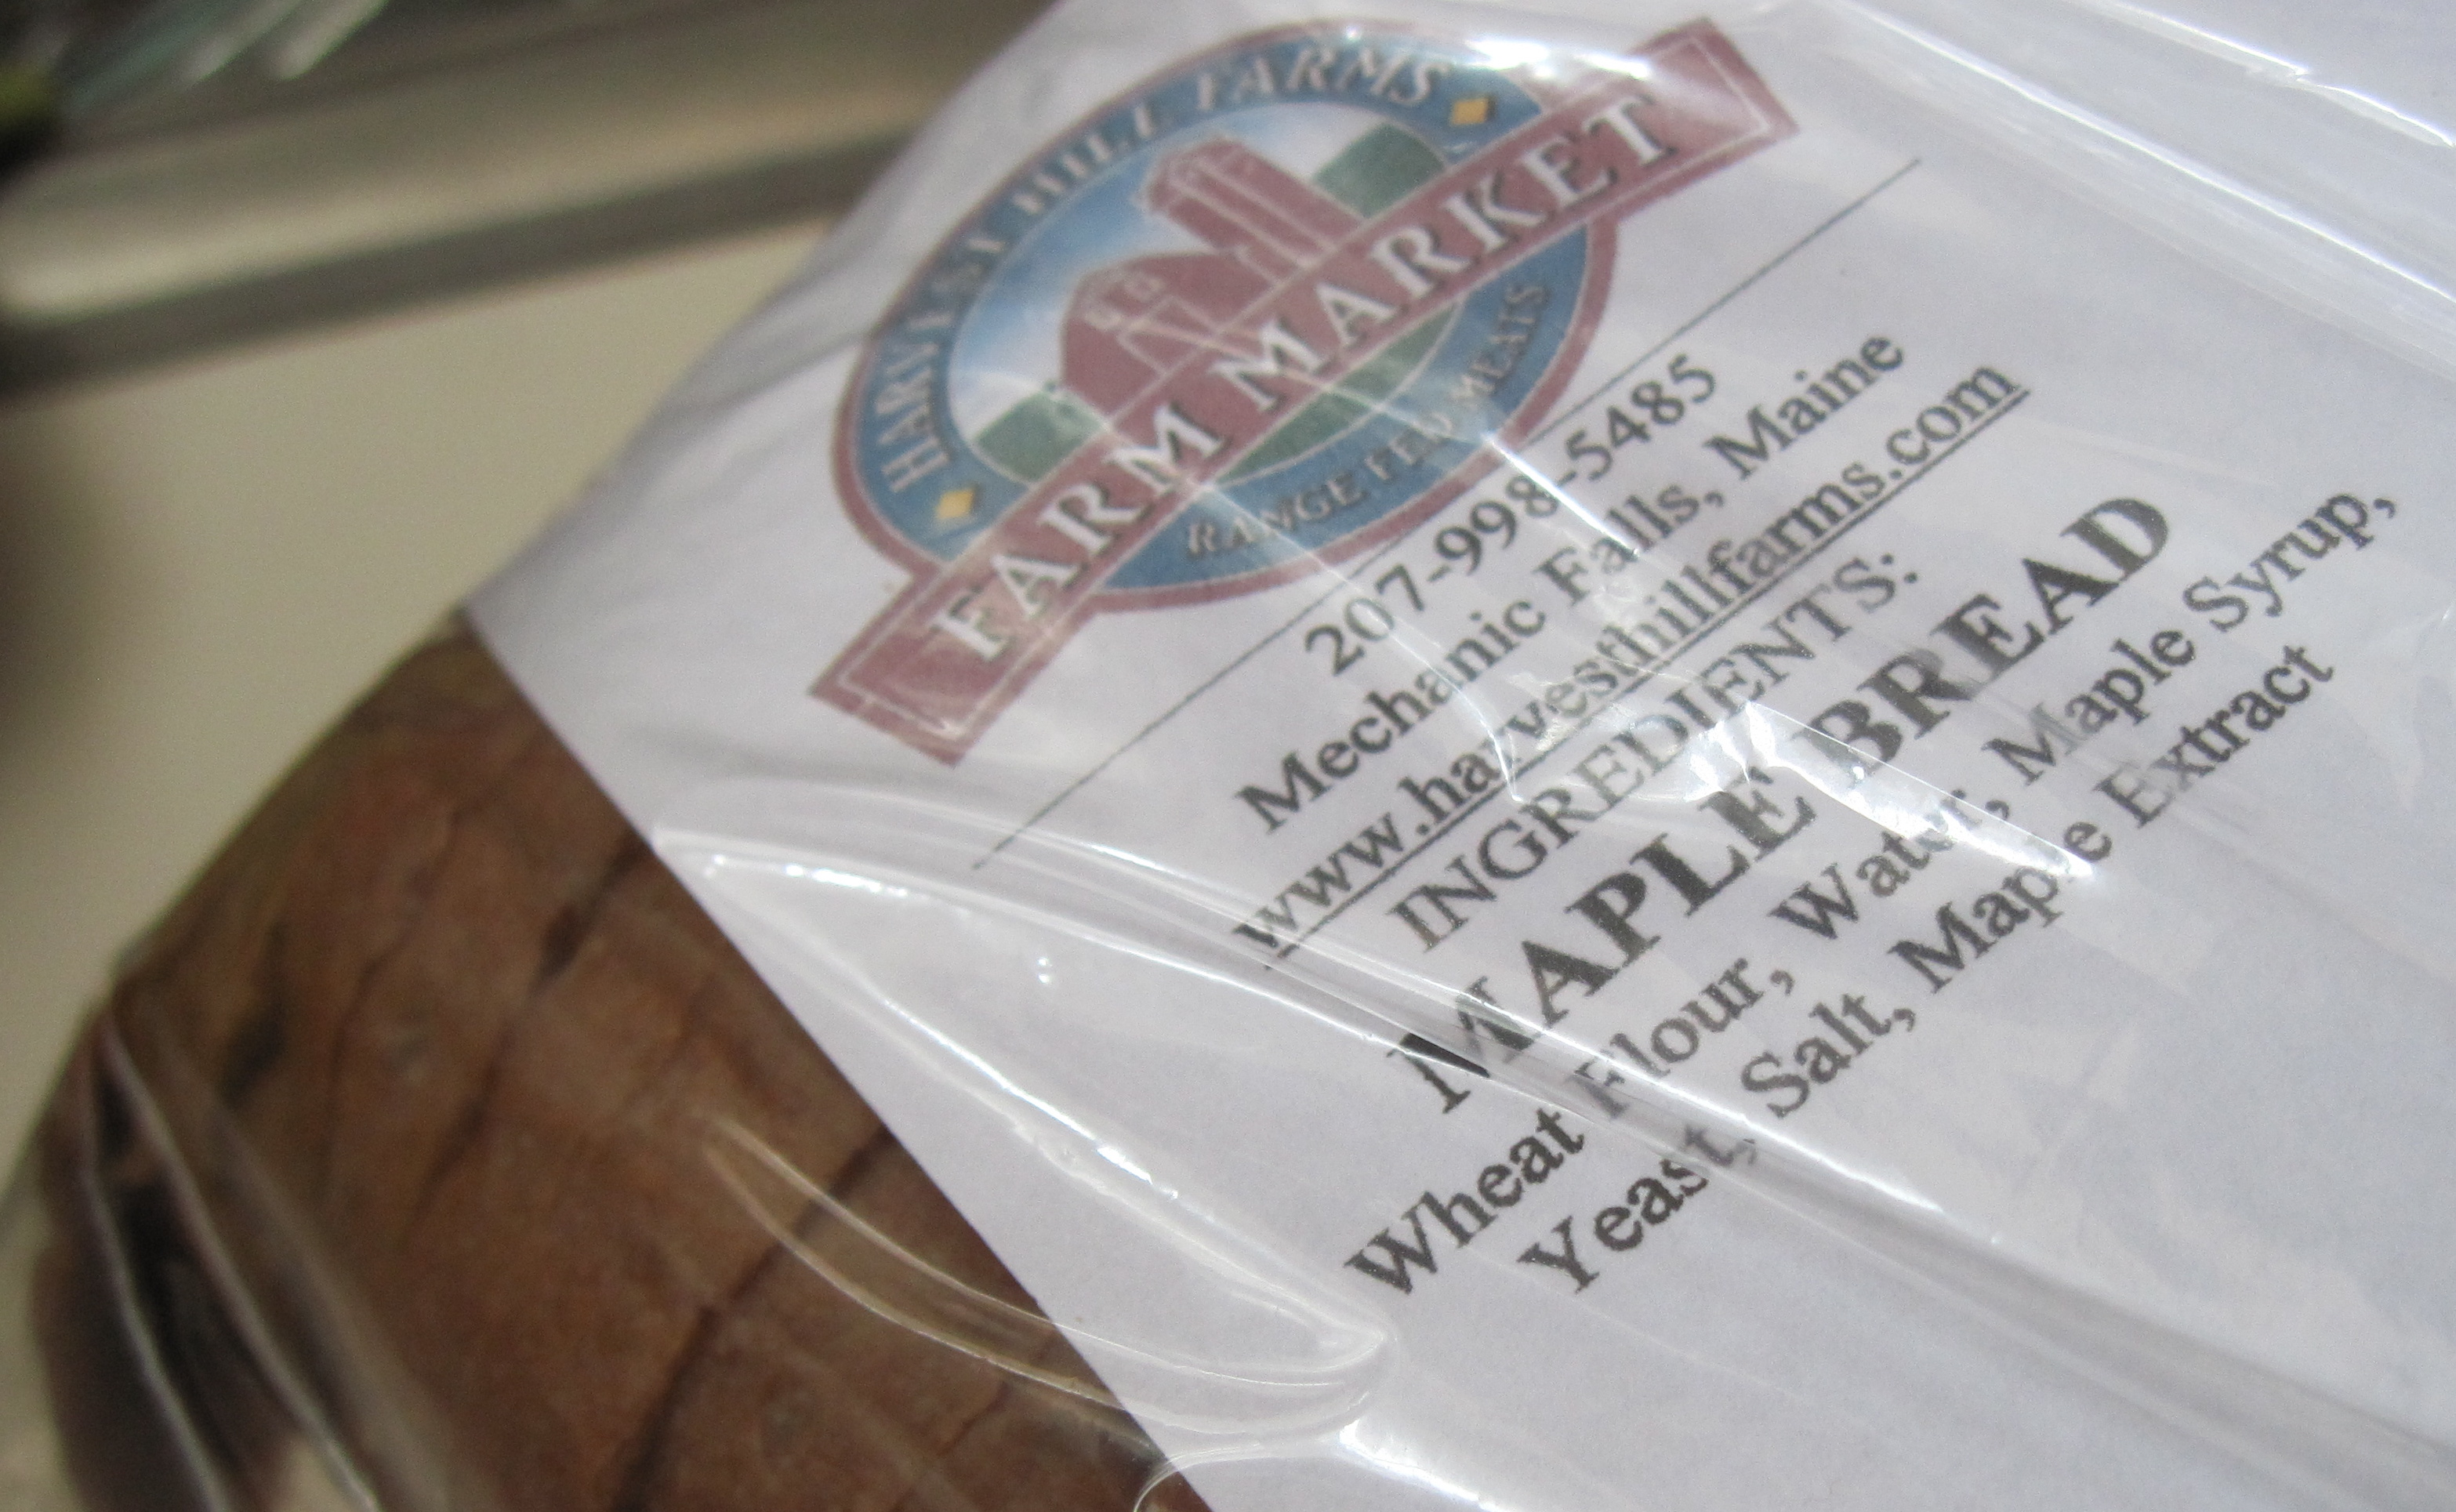 HARVEST HILL FARMS
FARM MARKET
RANGE FED MEATS
207-998-5485
Mechanic Falls, Maine
www.harvesthillfarms.com
INGREDIENTS:
MAPLE BREAD
Wheat Flour, Water, Maple Syrup,
Yeast, Salt, Maple Extract